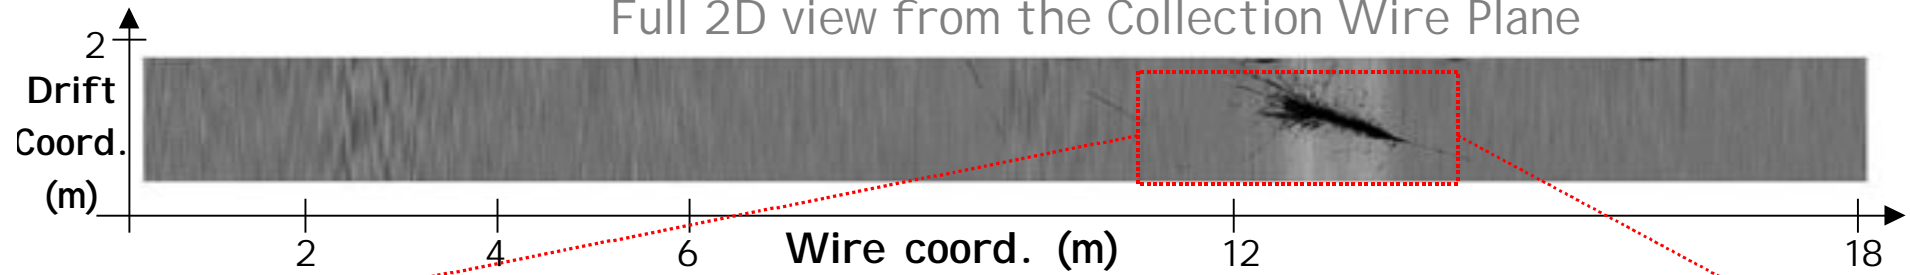 Full 2D view from the Collection Wire Plane
2
Drift
Coord.
(m)
2 4 6 Wire coord. (m) 12 18